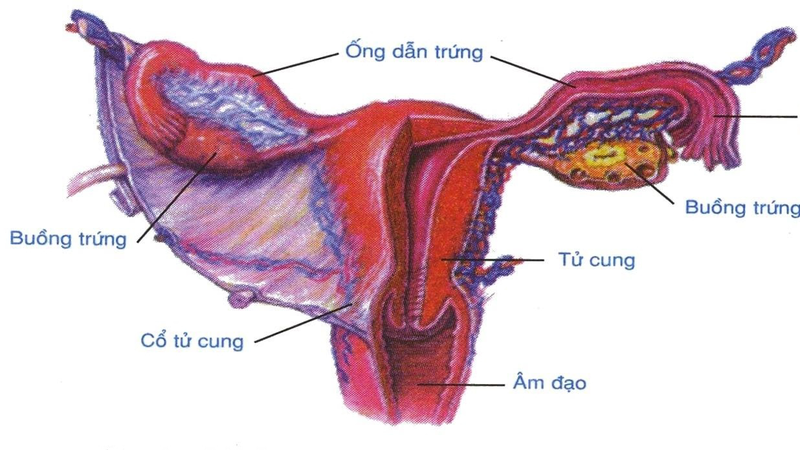 Ống dẫn trứng
Buồng trứng
Buồng trứng
Tử cung
Cổ tử cung
Âm đạo